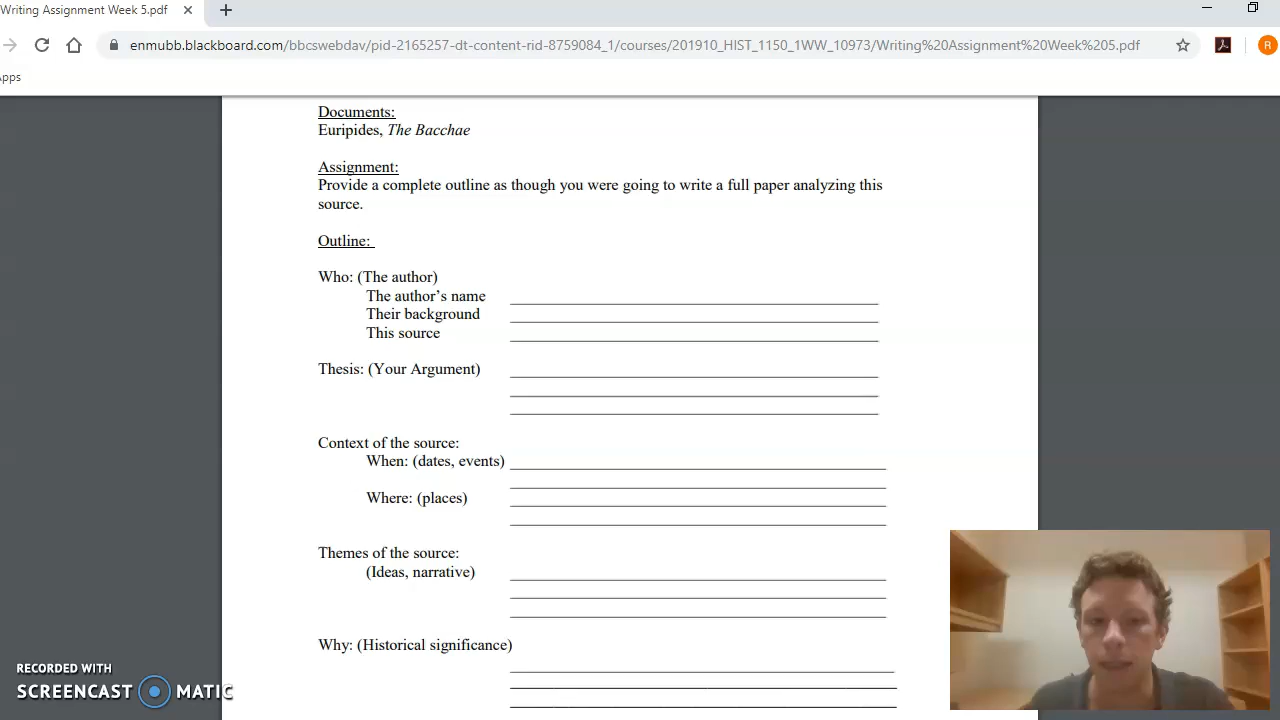 Writing Assignment Week 5.pdf
enmubb.blackboard.com/bbcswebdav/pid-2165257-dt-content-rid-8759084_1/courses/201910_HIST_1150_1WW_10973/Writing%20Assignment%20Week%205.pdf
R
Apps
Documents:
Euripides, The Bacchae
Assignment:
Provide a complete outline as though you were going to write a full paper analyzing this
source.
Outline:
Who: (The author)
The author's name
Their background
This source
Thesis: (Your Argument)
Context of the source:
When: (dates, events)
Where: (places)
Themes of the source:
(Ideas, narrative)
Why: (Historical significance)
RECORDED WITH
SCREENCAST MATIC